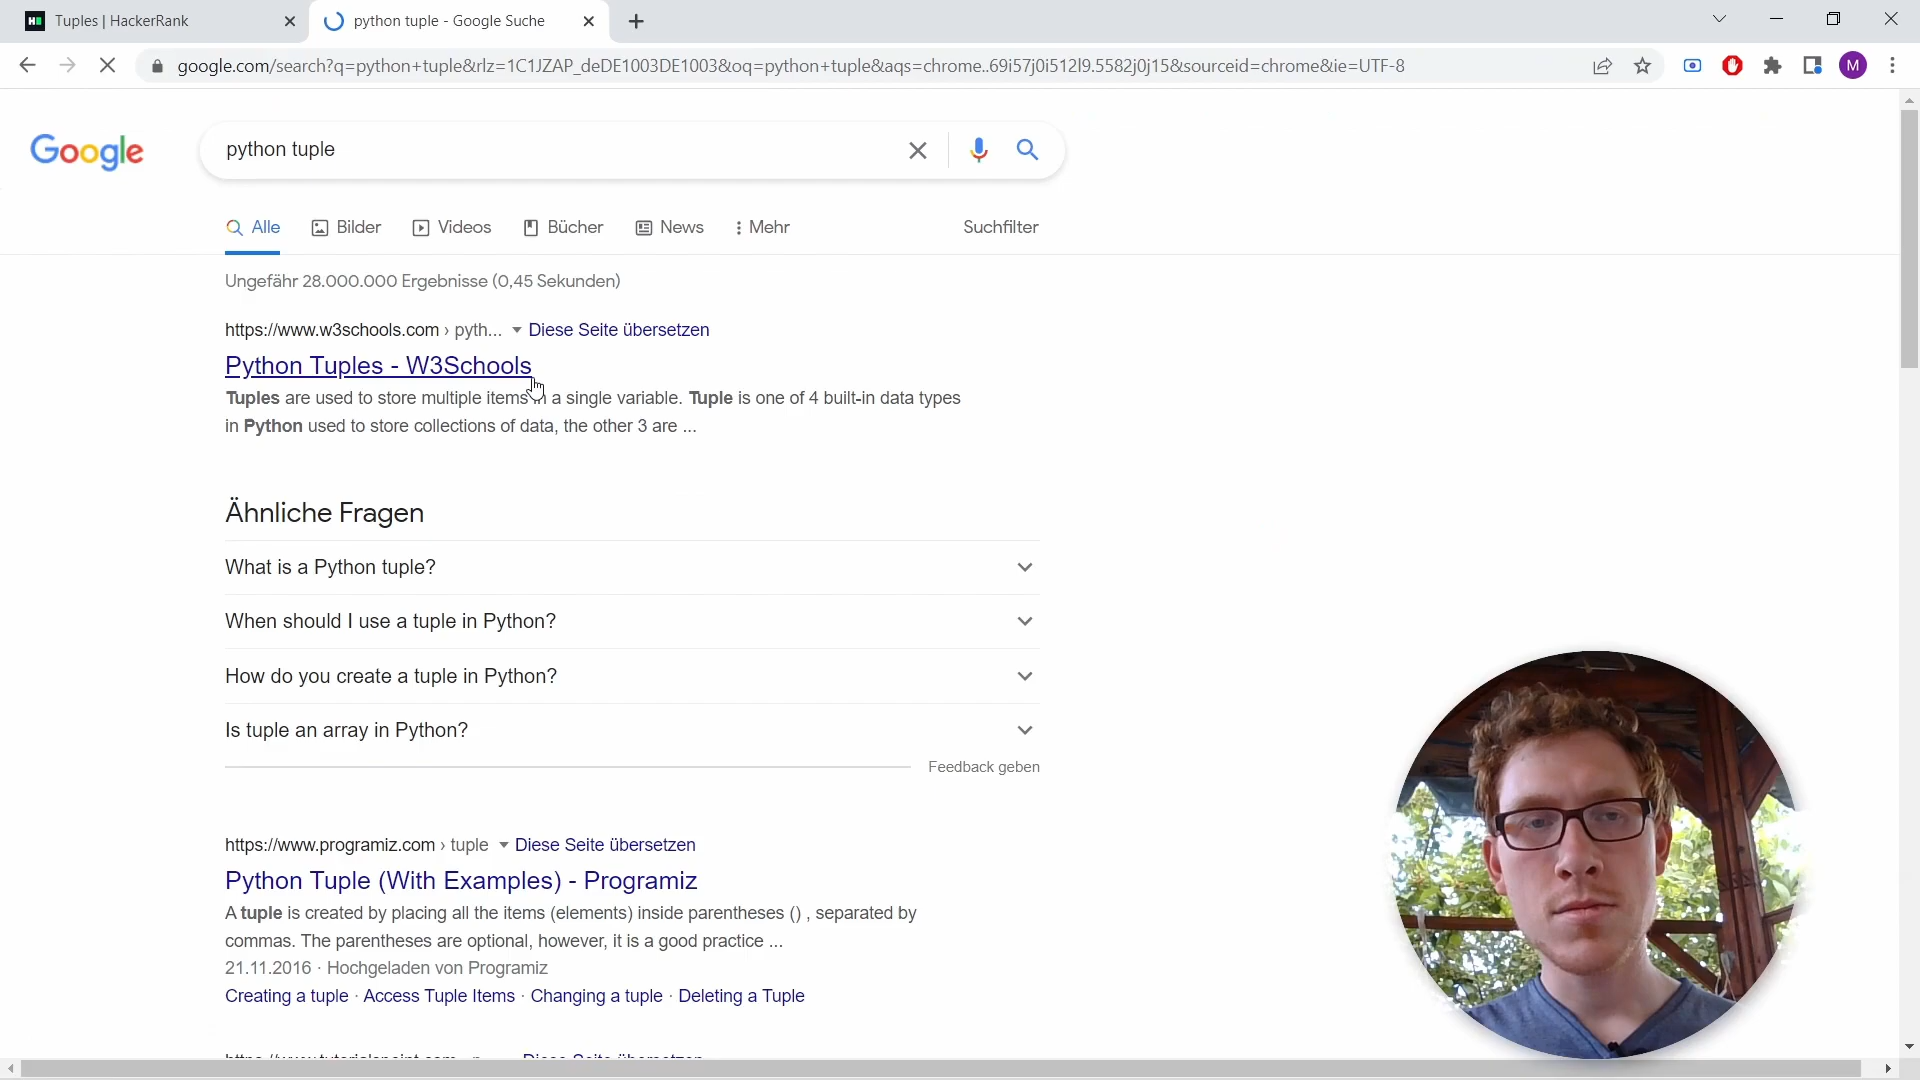 Tuples | HackerRank
python tuple - Google Suche
google.com/search?q=python+tuple&rlz=1C1JZAP_deDE1003DE1003&oq=python+tuple&aqs=chrome..69i57j0i512l9.5582j0j15&sourceid=chrome&ie=UTF-8
M
Google
python tuple
Alle Bilder Videos Bücher News Mehr Suchfilter
Ungefähr 28.000.000 Ergebnisse (0,45 Sekunden)
https://www.w3schools.com › pyth... Diese Seite übersetzen
Python Tuples - W3Schools
Tuples are used to store multiple items in a single variable. Tuple is one of 4 built-in data types
in Python used to store collections of data, the other 3 are ...
Ähnliche Fragen
What is a Python tuple?
When should I use a tuple in Python?
How do you create a tuple in Python?
Is tuple an array in Python?
Feedback geben
https://www.programiz.com › tuple Diese Seite übersetzen
Python Tuple (With Examples) - Programiz
A tuple is created by placing all the items (elements) inside parentheses () , separated by
commas. The parentheses are optional, however, it is a good practice ...
21.11.2016 · Hochgeladen von Programiz
Creating a tuple · Access Tuple Items · Changing a tuple · Deleting a Tuple
Diese Seite übersetzen